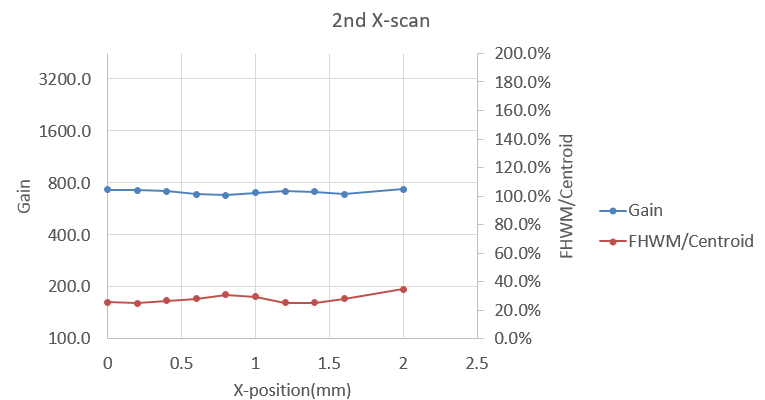 2nd X-scan
200.0%
180.0%
160.0%
140.0%
120.0%
100.0%
80.0%
60.0%
40.0%
20.0%
0.0%
3200.0
1600.0
800.0
400.0
200.0
100.0
Gain
FHWM/Centroid
0 0.5 1 1.5 2 2.5
X-position(mm)
Gain
FHWM/Centroid